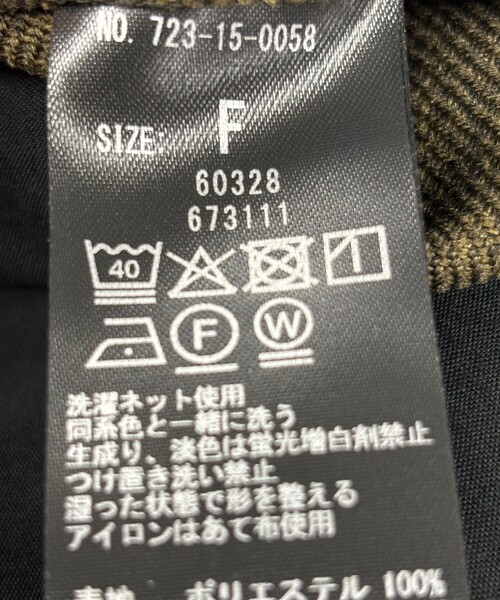 NO. 723-15-0058
SIZE: F
60328
673111
40
F W
洗濯ネット使用
同系色と一緒に洗う
生成り、淡色は蛍光増白剤禁止
つけ置き洗い禁止
湿った状態で形を整える
アイロンはあて布使用
表地 ポリエステル 100%